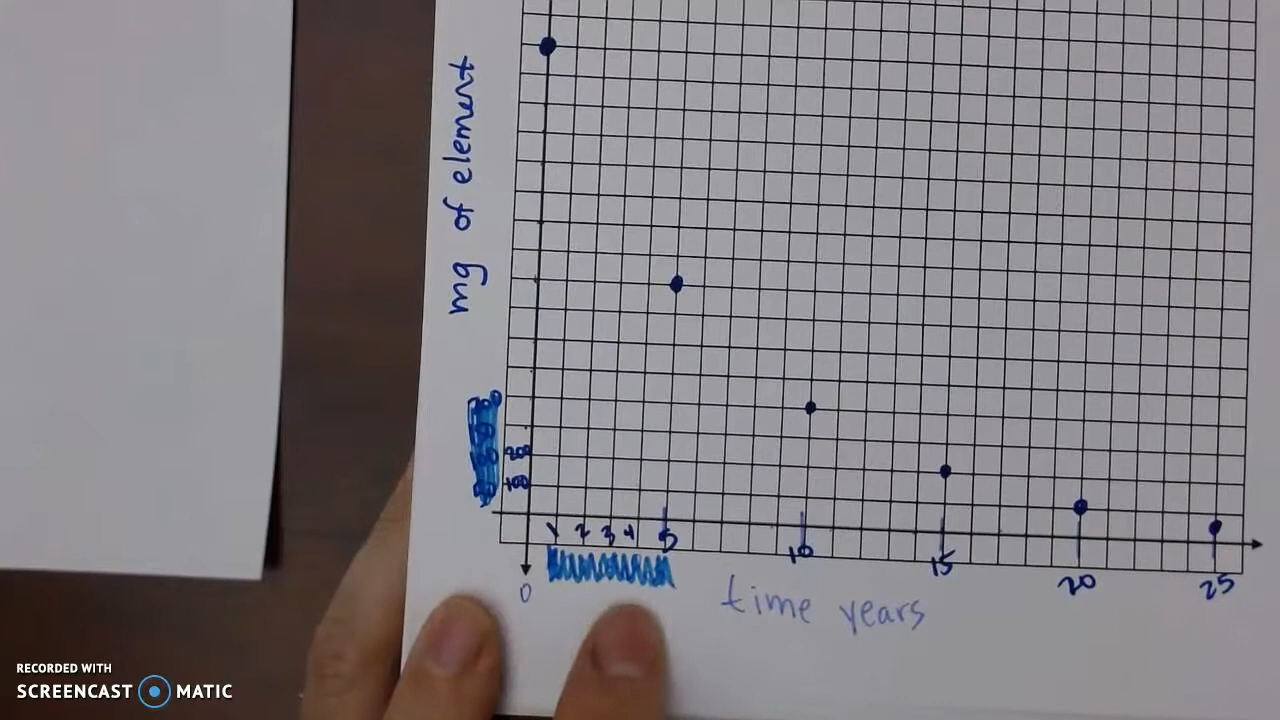 mg of element
200
100
1 2 3 4 5 10 15 20 25
0
time years
RECORDED WITH
SCREENCAST MATIC